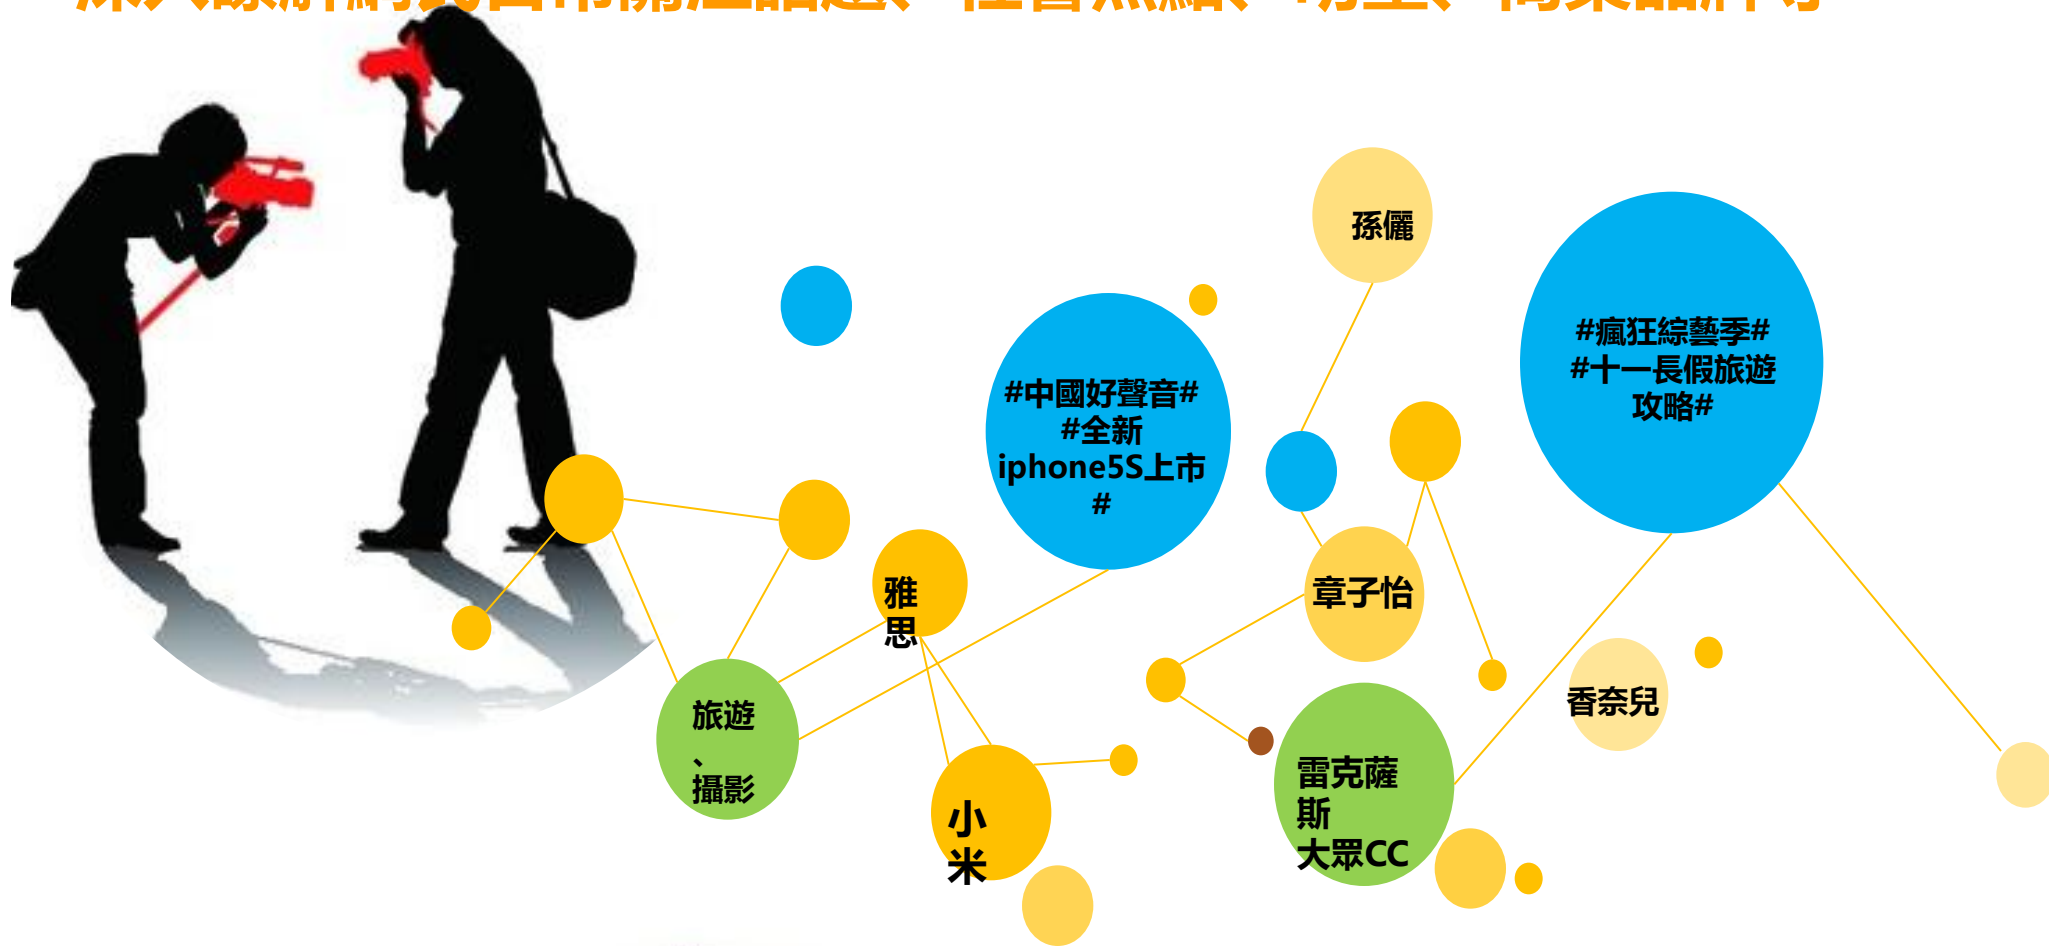 孫儷
#瘋狂綜藝季#
#十一長假旅遊
攻略#
#中國好聲音#
#全新
iphone5S上市
#
雅
思
章子怡
旅遊
、
攝影
香奈兒
雷克薩
斯
大眾CC
小
米